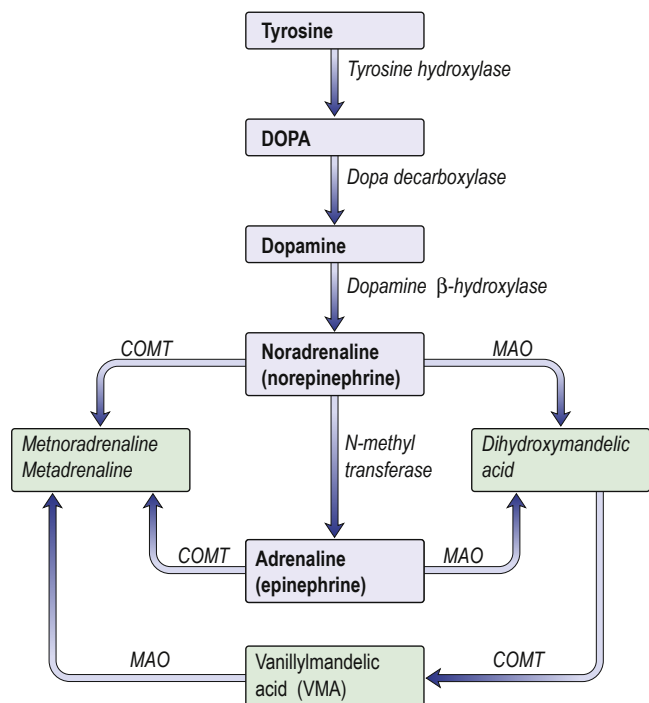 Tyrosine
Tyrosine hydroxylase
DOPA
Dopa decarboxylase
Dopamine
Dopamine β-hydroxylase
COMT
Noradrenaline
(norepinephrine)
MAO
Metnoradrenaline
Metadrenaline
N-methyl
transferase
Dihydroxymandelic
acid
COMT
Adrenaline
(epinephrine)
MAO
MAO
Vanillylmandelic
acid (VMA)
COMT